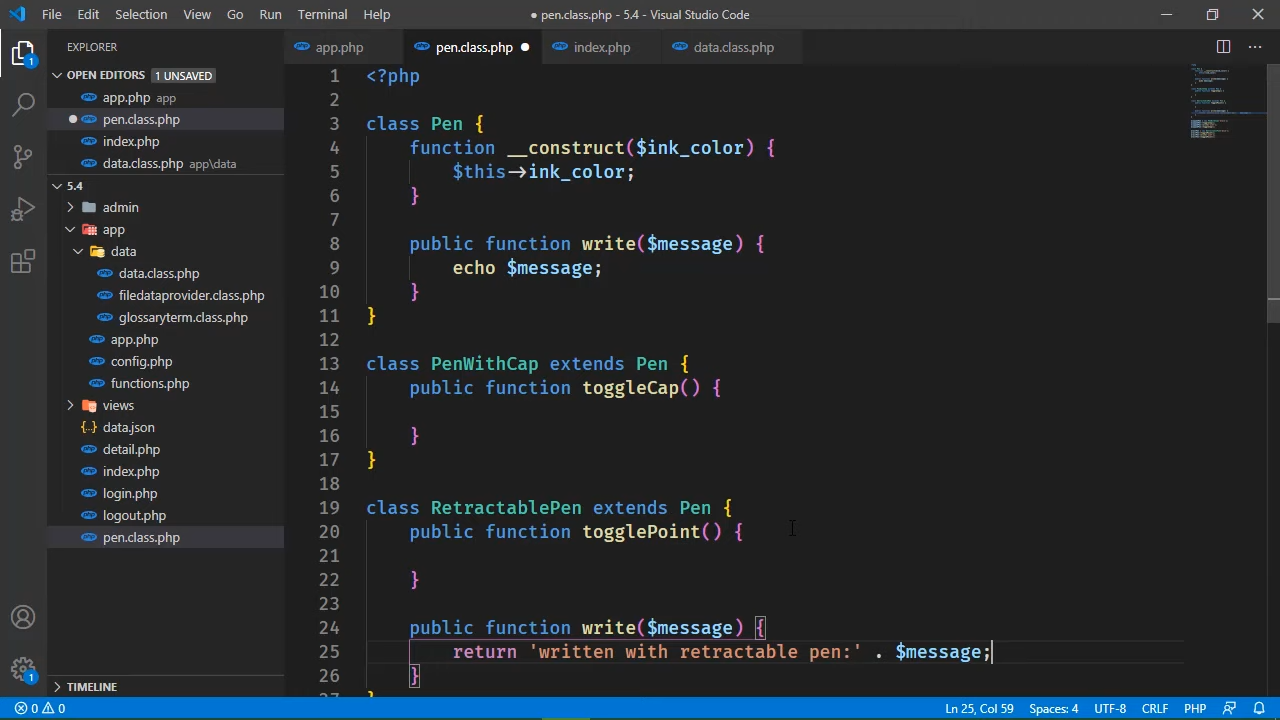 File Edit Selection View Go Run Terminal Help ● pen.class.php - 5.4 - Visual Studio Code
EXPLORER
app.php pen.class.php ● index.php data.class.php
OPEN EDITORS 1 UNSAVED
app.php app
pen.class.php
index.php
data.class.php app\data
5.4
admin
app
data
data.class.php
filedataprovider.class.php
glossaryterm.class.php
app.php
config.php
functions.php
views
data.json
detail.php
index.php
login.php
logout.php
pen.class.php
TIMELINE
1 <?php
2
3 class Pen {
4 function __construct($ink_color) {
5 $this->ink_color;
6 }
7
8 public function write($message) {
9 echo $message;
10 }
11 }
12
13 class PenWithCap extends Pen {
14 public function toggleCap() {
15
16 }
17 }
18
19 class RetractablePen extends Pen {
20 public function togglePoint() {
21
22 }
23
24 public function write($message) {
25 return 'written with retractable pen:' . $message;
26 }
1
1
0 0 Ln 25, Col 59 Spaces: 4 UTF-8 CRLF PHP